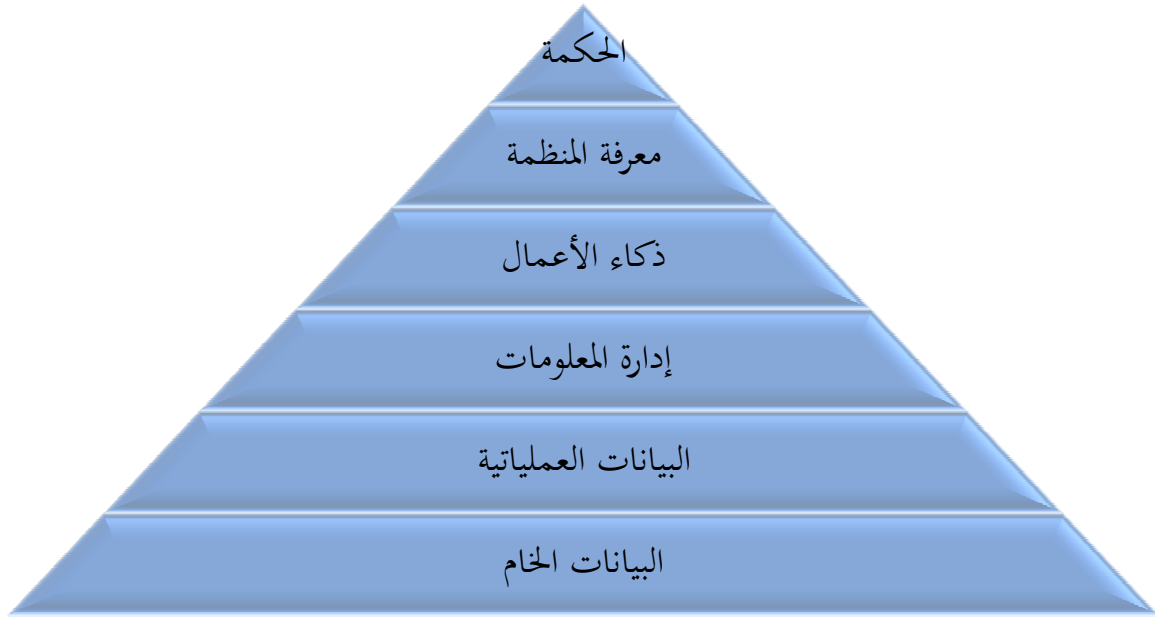 الحكمة
معرفة المنظمة
ذكاء الأعمال
إدارة المعلومات
البيانات العملياتية
البيانات الخام